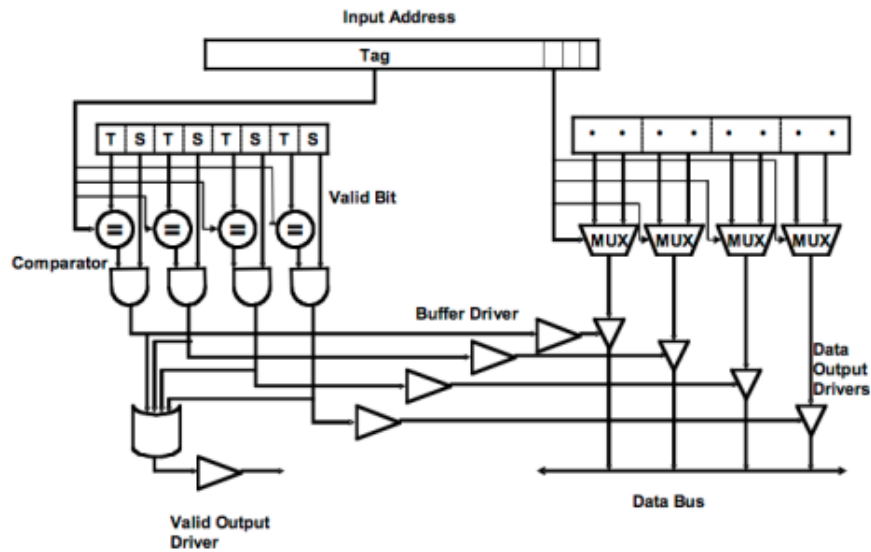 Input Address
Tag
T S T S T S T S
Valid Bit
= = = =
Comparator
MUX MUX MUX MUX
Buffer Driver
Data
Output
Drivers
Data Bus
Valid Output
Driver